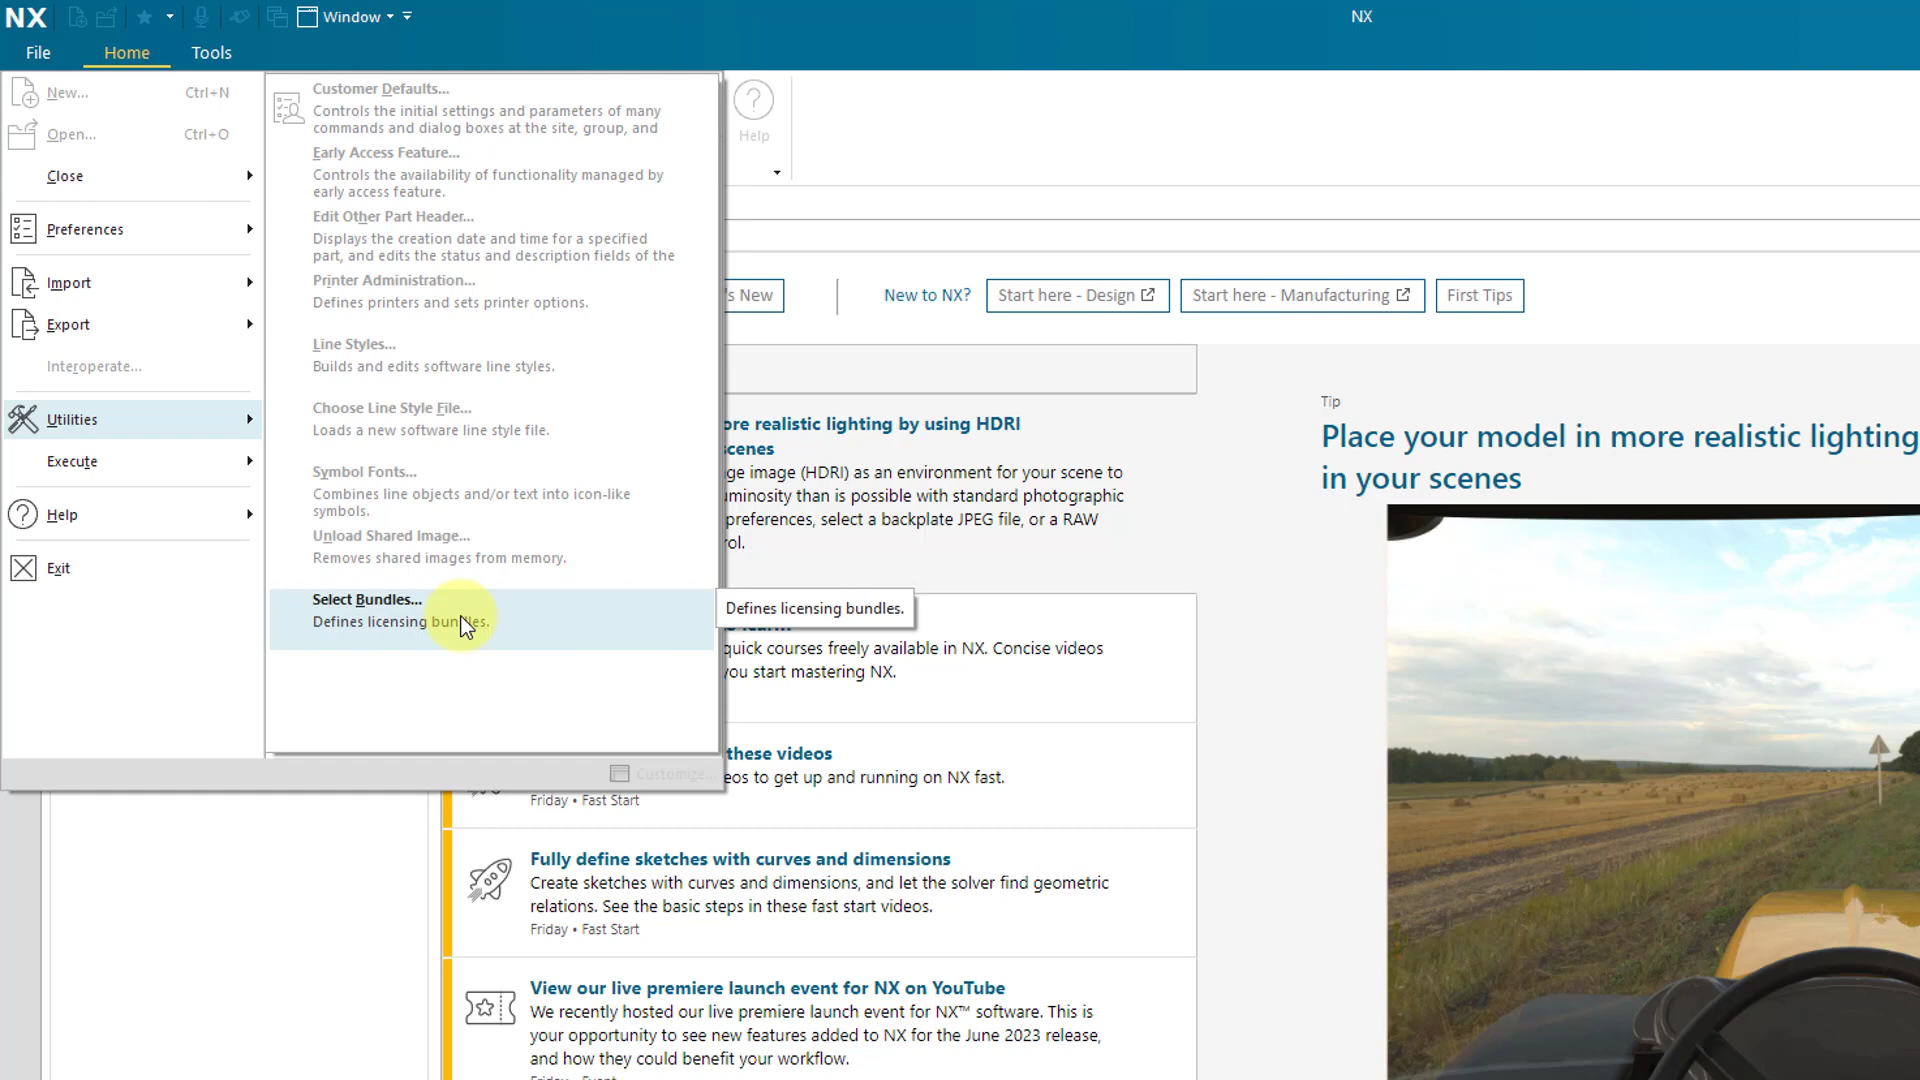 NX
Window
NX
File
Home
Tools
New... Ctrl+N
Open... Ctrl+O
Close
Preferences
Import
Export
Interoperate...
Utilities
Execute
Help
Exit
Customer Defaults...
Controls the initial settings and parameters of many
commands and dialog boxes at the site, group, and
Early Access Feature...
Controls the availability of functionality managed by
early access feature.
Edit Other Part Header...
Displays the creation date and time for a specified
part, and edits the status and description fields of the
Printer Administration...
Defines printers and sets printer options.
Line Styles...
Builds and edits software line styles.
Choose Line Style File...
Loads a new software line style file.
Symbol Fonts...
Combines line objects and/or text into icon-like
symbols.
Unload Shared Image...
Removes shared images from memory.
Select Bundles...
Defines licensing bundles.
Defines licensing bundles.
Customize...
Help
's New
New to NX?
Start here - Design
Start here - Manufacturing
First Tips
ore realistic lighting by using HDRI
scenes
ge image (HDRI) as an environment for your scene to
uminosity than is possible with standard photographic
preferences, select a backplate JPEG file, or a RAW
rol.
quick courses freely available in NX. Concise videos
you start mastering NX.
these videos
eos to get up and running on NX fast.
Friday • Fast Start
Fully define sketches with curves and dimensions
Create sketches with curves and dimensions, and let the solver find geometric
relations. See the basic steps in these fast start videos.
Friday • Fast Start
View our live premiere launch event for NX on YouTube
We recently hosted our live premiere launch event for NX™ software. This is
your opportunity to see new features added to NX for the June 2023 release,
and how they could benefit your workflow.
Tip
Place your model in more realistic lighting
in your scenes